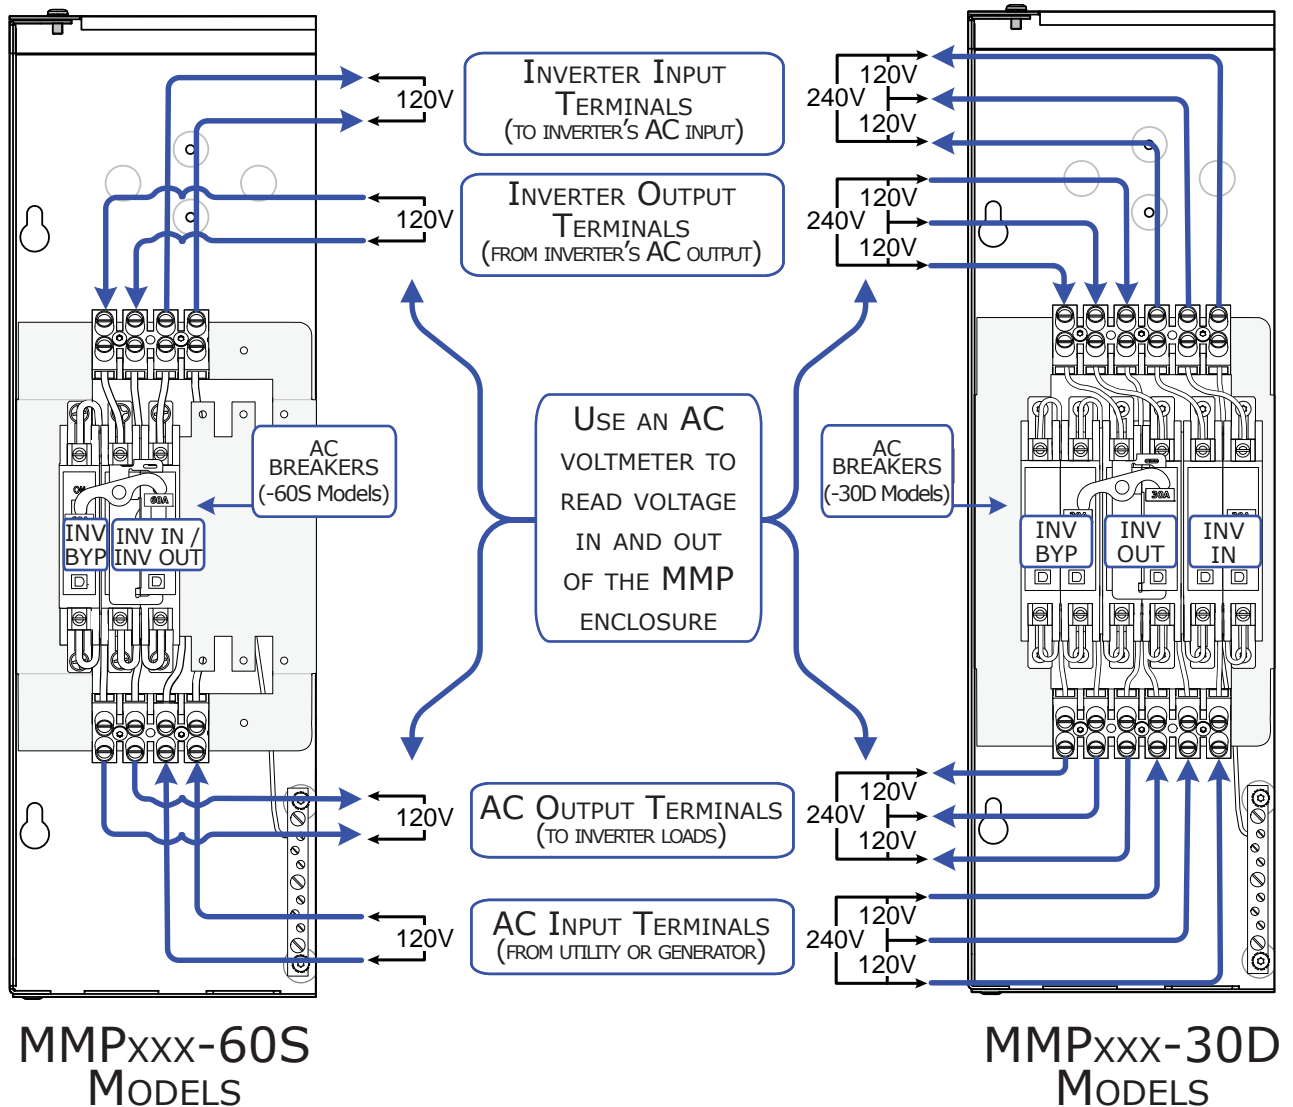 INVERTER INPUT
TERMINALS
(TO INVERTER'S AC INPUT)
120V
120V
240V
120V
INVERTER OUTPUT
TERMINALS
(FROM INVERTER'S AC OUTPUT)
120V
120V
240V
120V
USE AN AC
VOLTMETER TO
READ VOLTAGE
IN AND OUT
OF THE MMP
ENCLOSURE
AC
BREAKERS
(-60S Models)
AC
BREAKERS
(-30D Models)
60A
INV
BYP
INV IN /
INV OUT
30A
INV
BYP
INV
OUT
INV
IN
AC OUTPUT TERMINALS
(TO INVERTER LOADS)
120V
120V
240V
120V
AC INPUT TERMINALS
(FROM UTILITY OR GENERATOR)
120V
120V
240V
120V
MMPXXX-60S
MODELS
MMPXXX-30D
MODELS